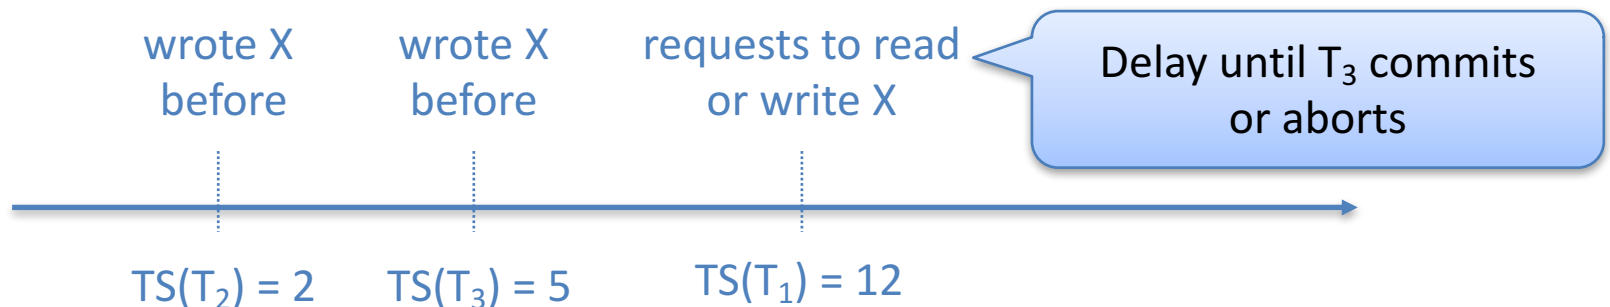 wrote X
before
wrote X
before
requests to read
or write X
Delay until T₃ commits
or aborts
TS(T₂) = 2
TS(T₃) = 5
TS(T₁) = 12